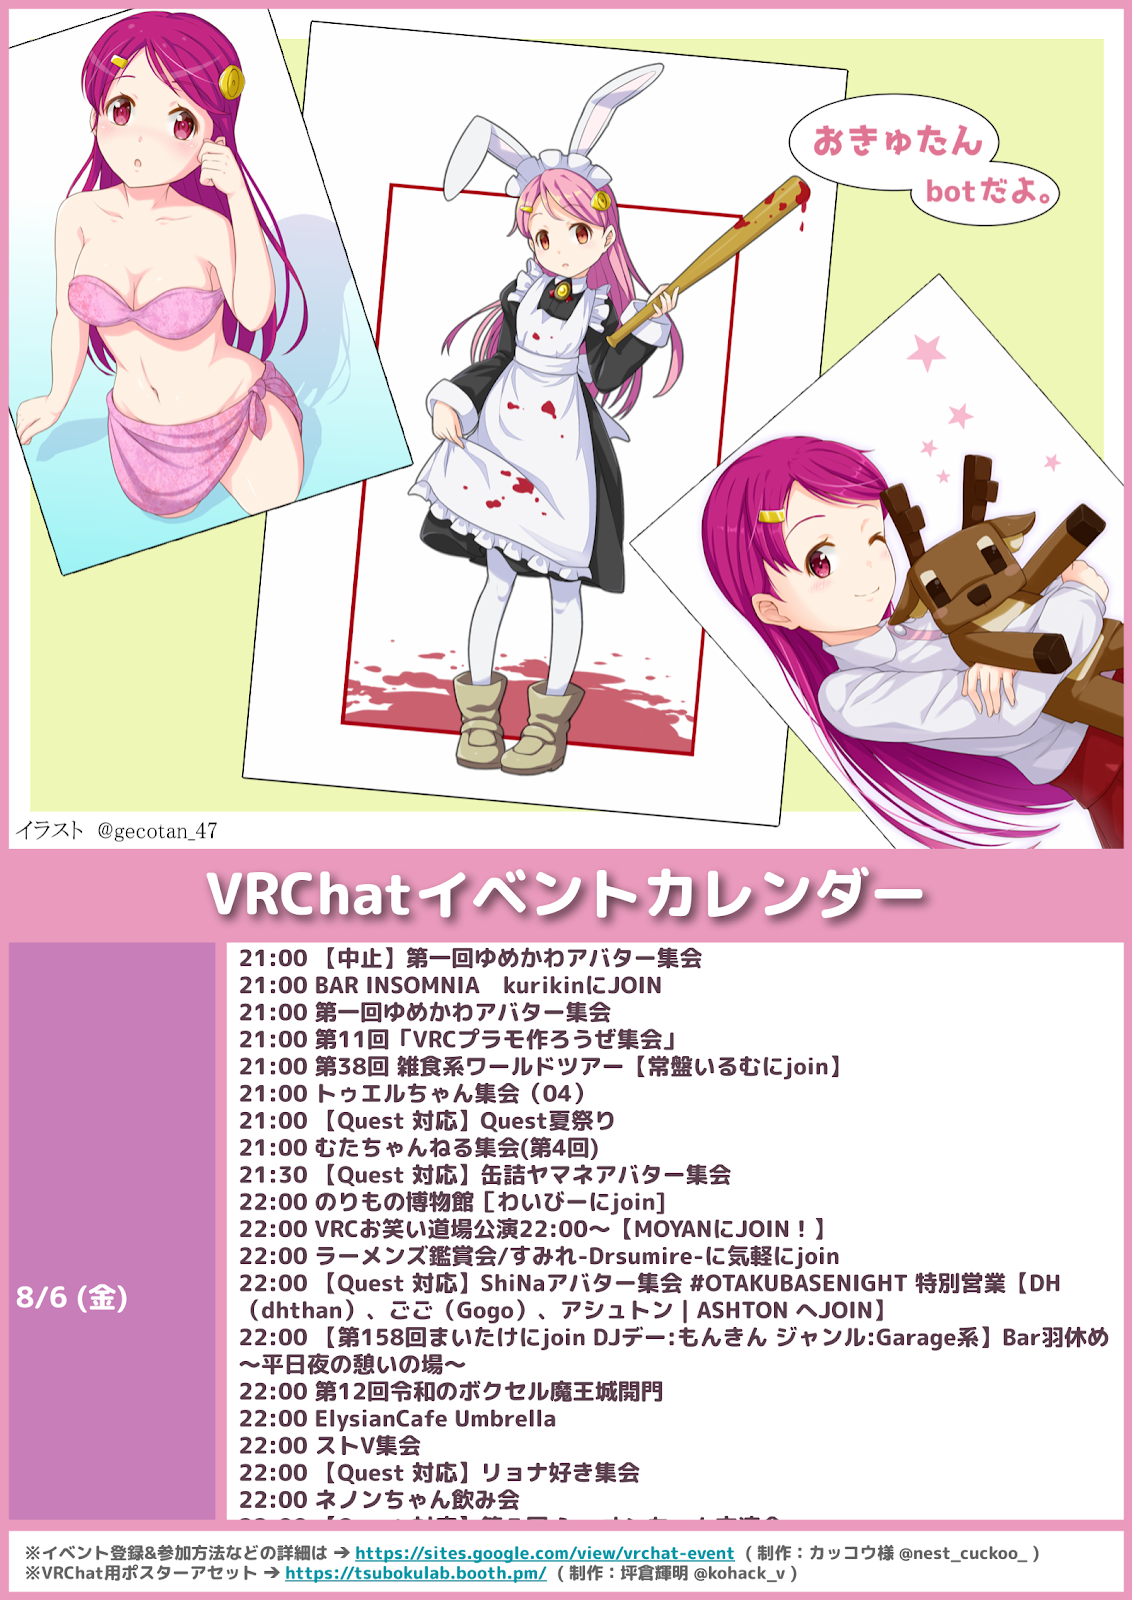 おきゅたん
botだよ。
イラスト @gecotan_47
VRChatイベントカレンダー
8/6 (金)
21:00 【中止】第一回ゆめかわアバター集会
21:00 BAR INSOMNIA　kurikinにJOIN
21:00 第一回ゆめかわアバター集会
21:00 第11回「VRCプラモ作ろうぜ集会」
21:00 第38回 雑食系ワールドツアー【常盤いるむにjoin】
21:00 トゥエルちゃん集会（04）
21:00 【Quest 対応】Quest夏祭り
21:00 むたちゃんねる集会(第4回)
21:30 【Quest 対応】缶詰ヤマネアバター集会
22:00 のりもの博物館［わいびーにjoin］
22:00 VRCお笑い道場公演22:00～【MOYANにJOIN！】
22:00 ラーメンズ鑑賞会/すみれ-Drsumire-に気軽にjoin
22:00 【Quest 対応】ShiNaアバター集会 #OTAKUBASENIGHT 特別営業【DH
（dhthan）、ごご（Gogo）、アシュトン | ASHTON へJOIN】
22:00 【第158回まいたけにjoin DJデー:もんきん ジャンル:Garage系】Bar羽休め
～平日夜の憩いの場～
22:00 第12回令和のボクセル魔王城開門
22:00 ElysianCafe Umbrella
22:00 ストV集会
22:00 【Quest 対応】リョナ好き集会
22:00 ネノンちゃん飲み会
※イベント登録&参加方法などの詳細は ➔ https://sites.google.com/view/vrchat-event （ 制作：カッコウ様 @nest_cuckoo_ ）
※VRChat用ポスターアセット ➔ https://tsubokulab.booth.pm/ （ 制作：坪倉輝明 @kohack_v ）